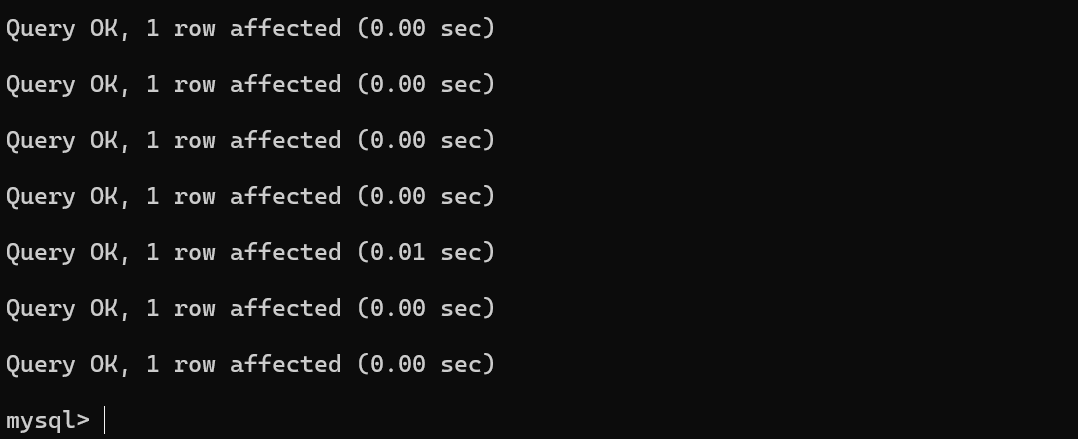 Query OK, 1 row affected (0.00 sec)
Query OK, 1 row affected (0.00 sec)
Query OK, 1 row affected (0.00 sec)
Query OK, 1 row affected (0.00 sec)
Query OK, 1 row affected (0.01 sec)
Query OK, 1 row affected (0.00 sec)
Query OK, 1 row affected (0.00 sec)
mysql>